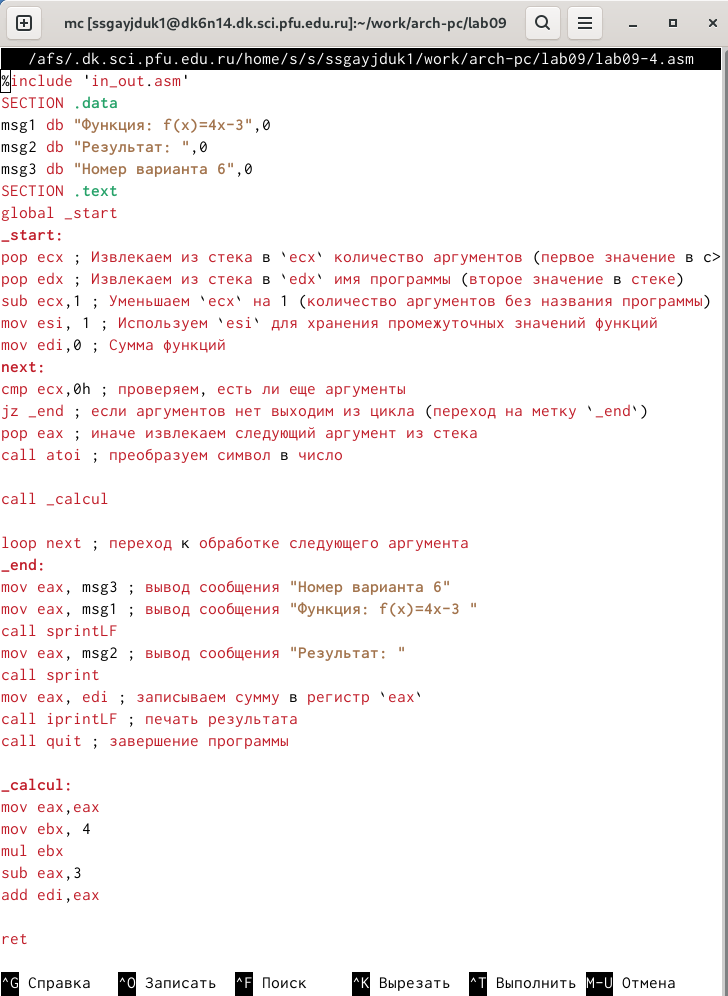 mc [ssgayjduk1@dk6n14.dk.sci.pfu.edu.ru]:~/work/arch-pc/lab09
/afs/.dk.sci.pfu.edu.ru/home/s/s/ssgayjduk1/work/arch-pc/lab09/lab09-4.asm
%include 'in_out.asm'
SECTION .data
msg1 db "Функция: f(x)=4x-3",0
msg2 db "Результат: ",0
msg3 db "Номер варианта 6",0
SECTION .text
global _start
_start:
pop ecx ; Извлекаем из стека в `ecx` количество аргументов (первое значение в с>
pop edx ; Извлекаем из стека в `edx` имя программы (второе значение в стеке)
sub ecx,1 ; Уменьшаем `ecx` на 1 (количество аргументов без названия программы)
mov esi, 1 ; Используем `esi` для хранения промежуточных значений функций
mov edi,0 ; Сумма функций
next:
cmp ecx,0h ; проверяем, есть ли еще аргументы
jz _end ; если аргументов нет выходим из цикла (переход на метку `_end`)
pop eax ; иначе извлекаем следующий аргумент из стека
call atoi ; преобразуем символ в число
call _calcul
loop next ; переход к обработке следующего аргумента
_end:
mov eax, msg3 ; вывод сообщения "Номер варианта 6"
mov eax, msg1 ; вывод сообщения "Функция: f(x)=4x-3 "
call sprintLF
mov eax, msg2 ; вывод сообщения "Результат: "
call sprint
mov eax, edi ; записываем сумму в регистр `eax`
call iprintLF ; печать результата
call quit ; завершение программы
_calcul:
mov eax,eax
mov ebx, 4
mul ebx
sub eax,3
add edi,eax
ret
^G Справка ^O Записать ^F Поиск ^K Вырезать ^T Выполнить M-U Отмена